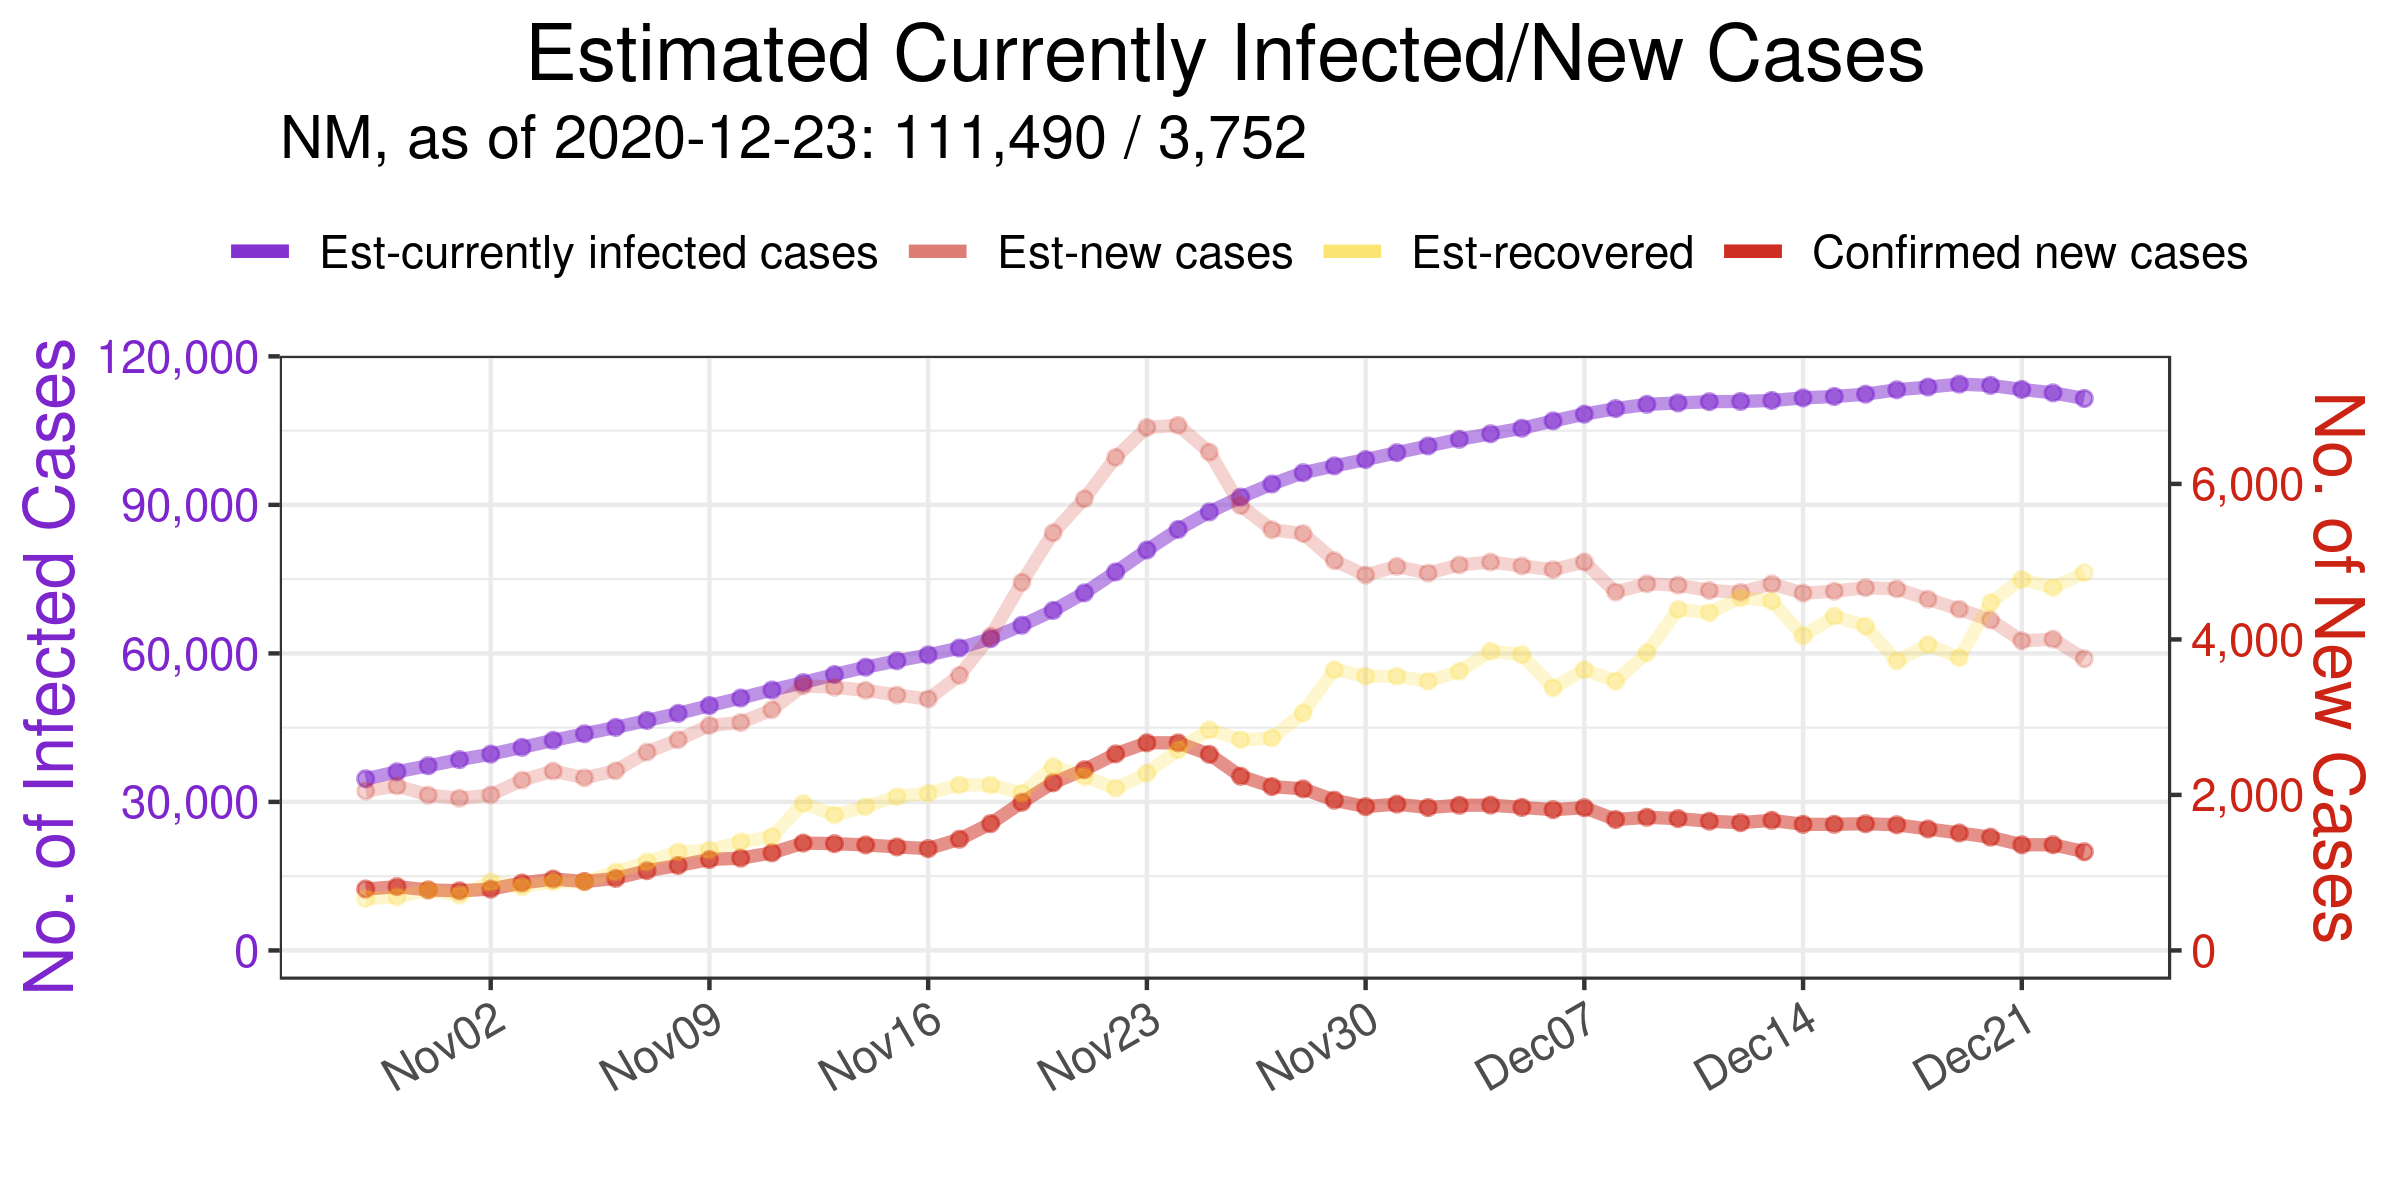 Estimated Currently Infected/New Cases
NM, as of 2020-12-23: 111,490 / 3,752
Est-currently infected cases Est-new cases Est-recovered Confirmed new cases
No. of Infected Cases
120,000
90,000
60,000
30,000
0
6,000
4,000
2,000
0
No. of New Cases
Nov02 Nov09 Nov16 Nov23 Nov30 Dec07 Dec14 Dec21